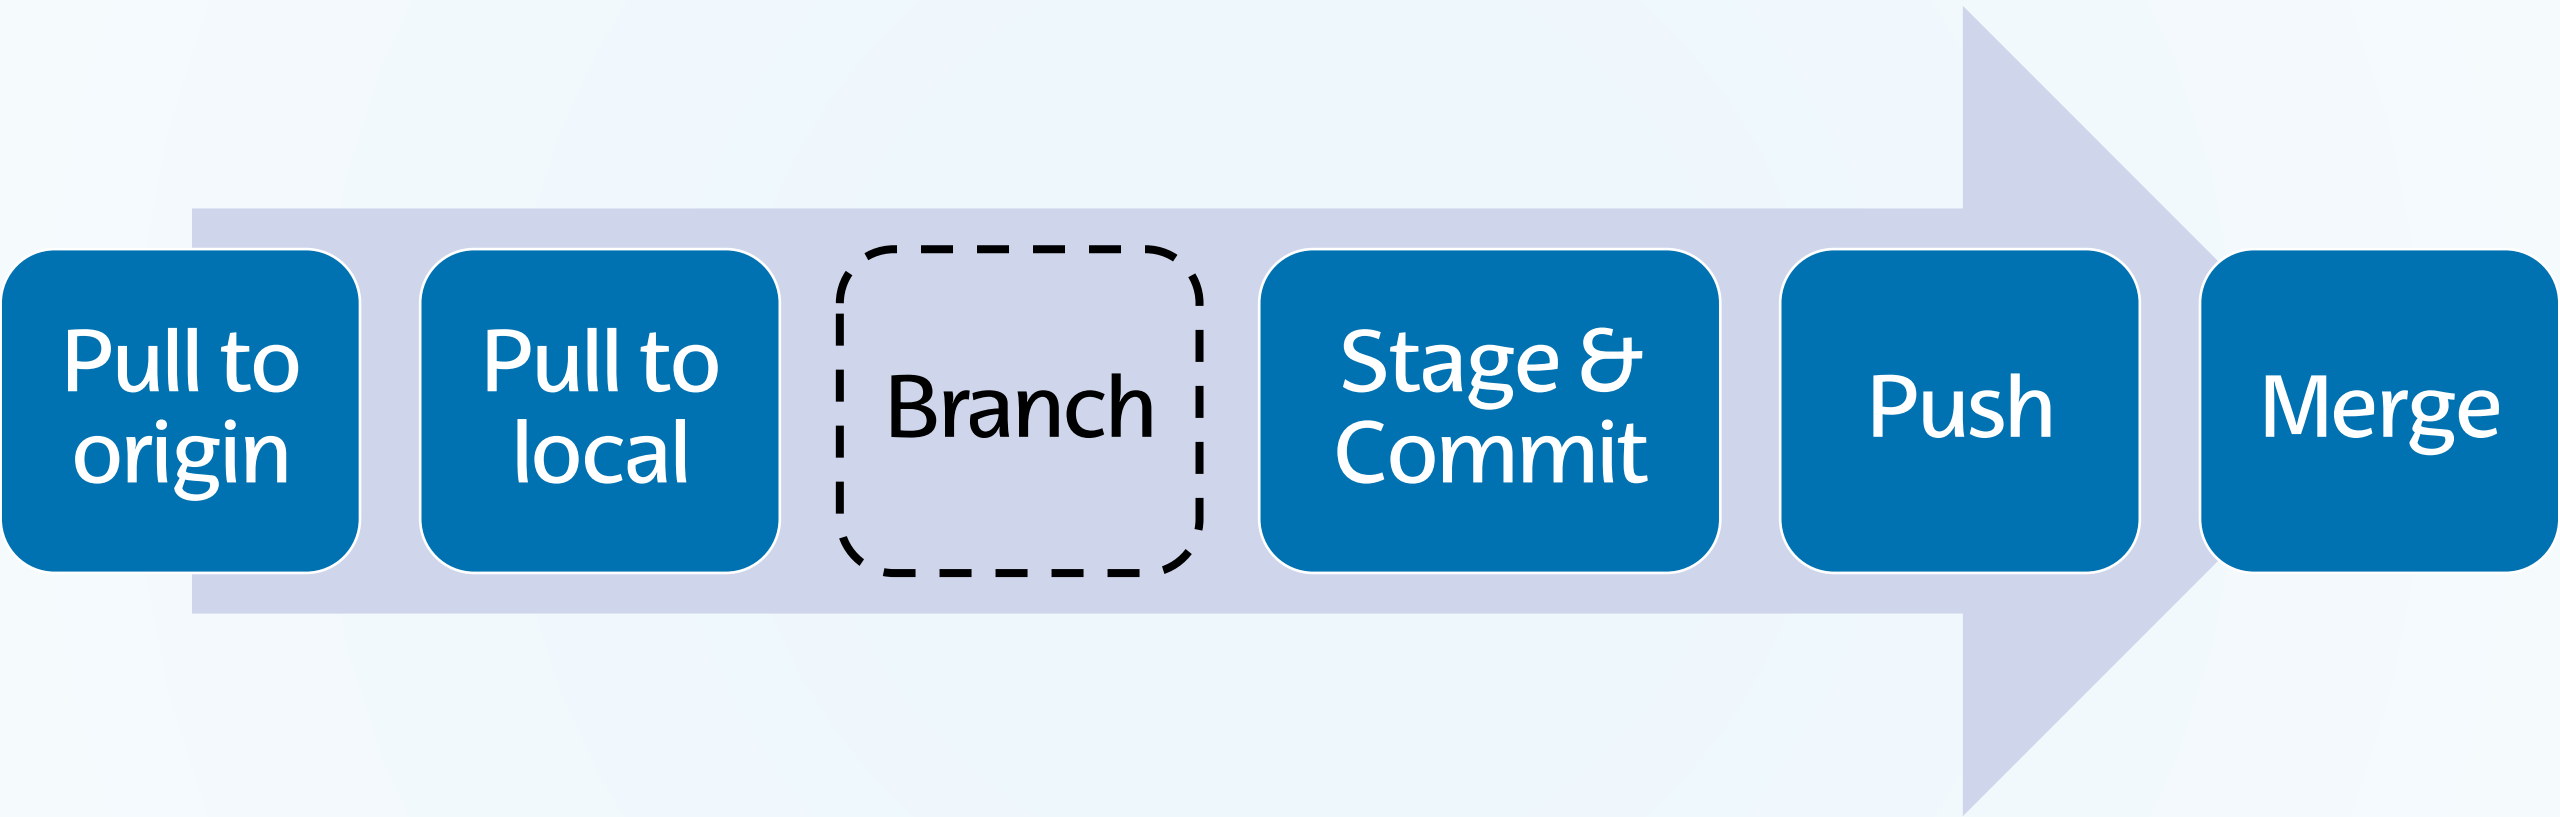 Pull to
origin
Pull to
local
Branch
Stage &
Commit
Push
Merge